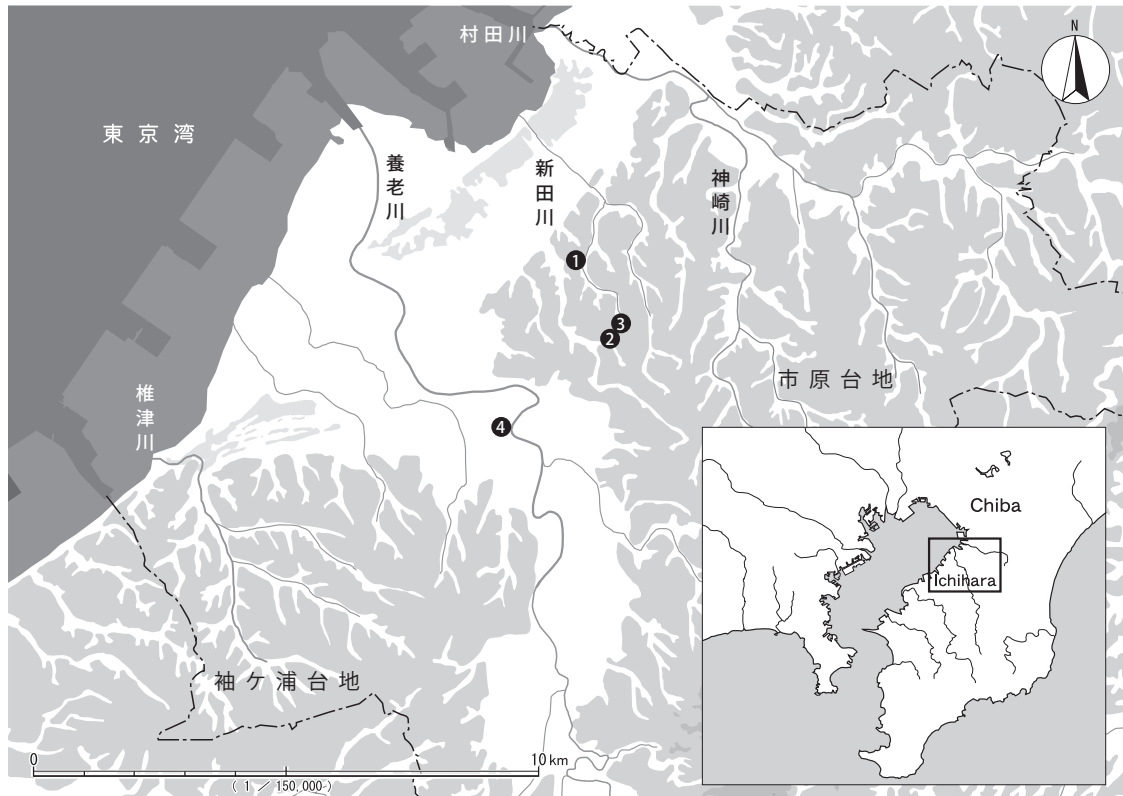 村田川
N
東京湾
養老川
新田川
神崎川
1
3
2
市原台地
椎津川
4
Chiba
Ichihara
袖ケ浦台地
0
10 km
( 1 / 150,000 )